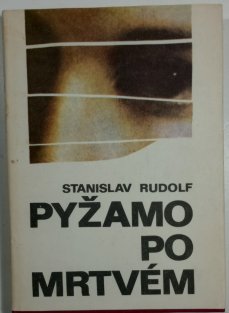 STANISLAV RUDOLF
PYŽAMO
PO
MRTVÉM